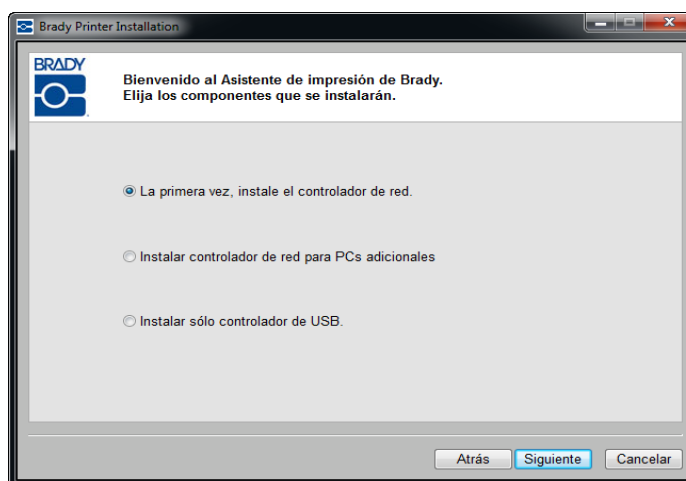 Brady Printer Installation
BRADY
Bienvenido al Asistente de impresión de Brady.
Elija los componentes que se instalarán.
La primera vez, instale el controlador de red.
Instalar controlador de red para PCs adicionales
Instalar sólo controlador de USB.
Atrás Siguiente Cancelar